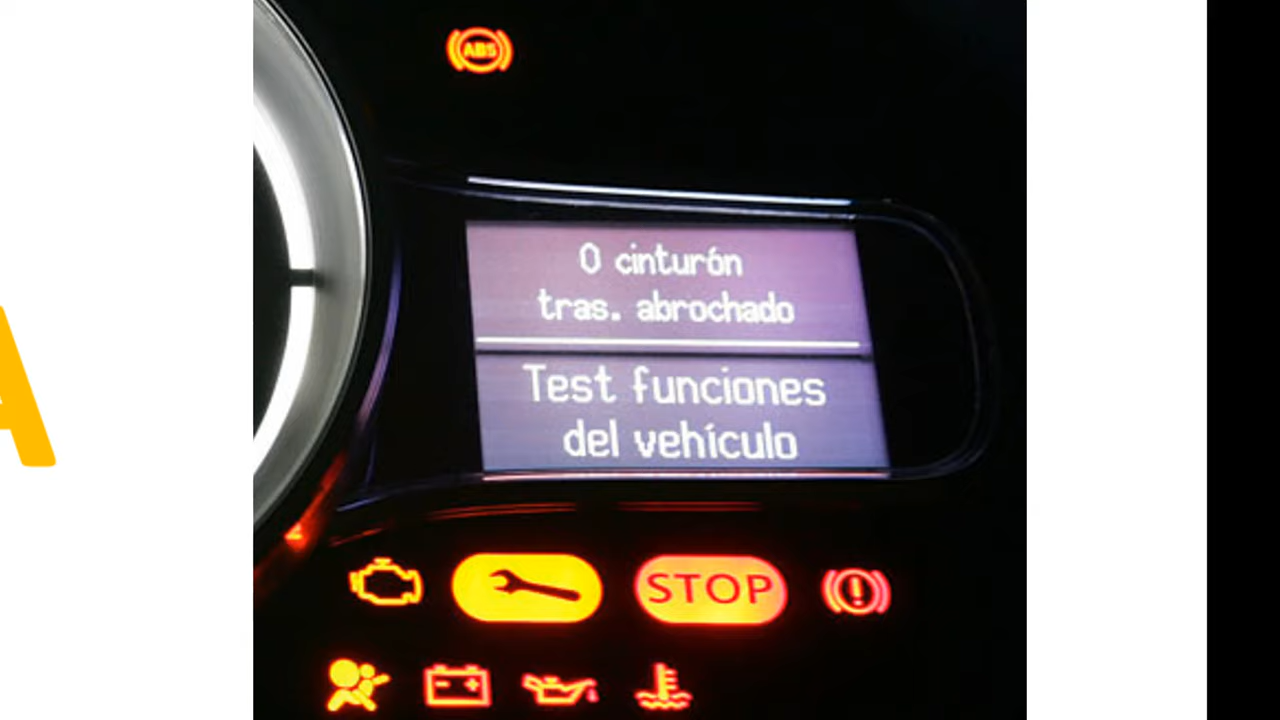 ABS
0 cinturón
tras. abrochado
Test funciones
del vehículo
STOP
A